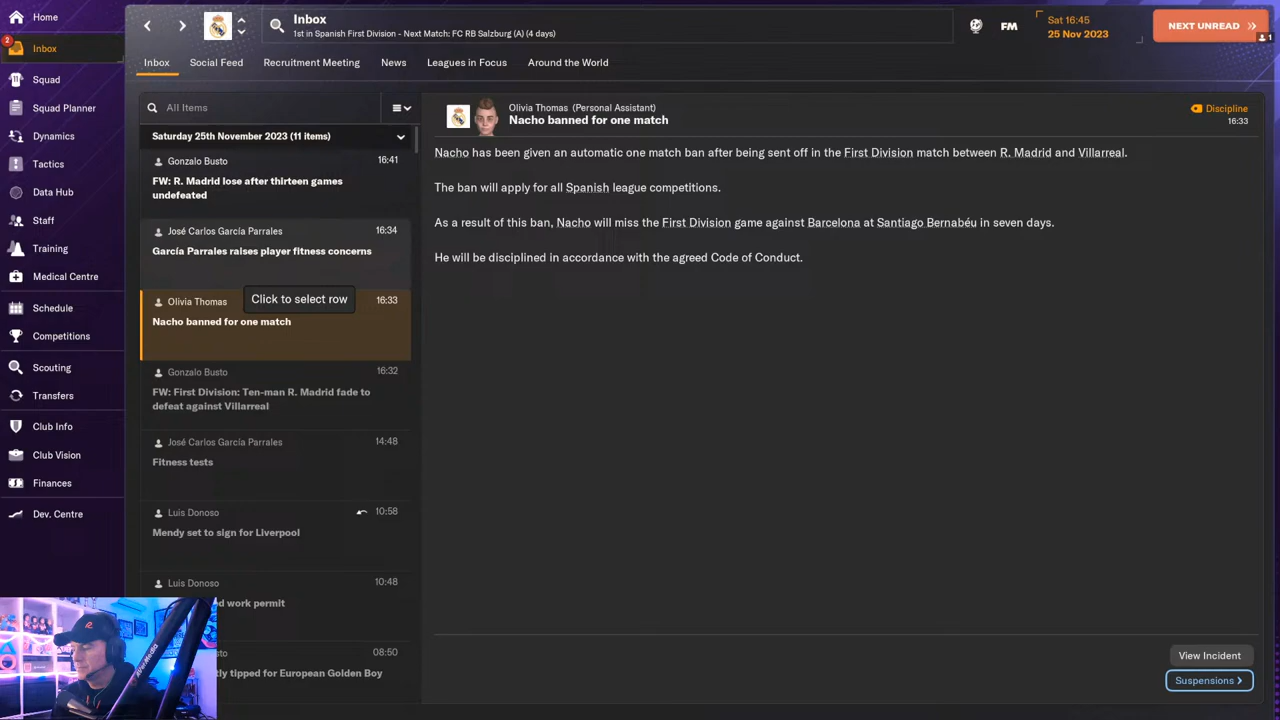 Home
2
Inbox
Squad
Squad Planner
Dynamics
Tactics
Data Hub
Staff
Training
Medical Centre
Schedule
Competitions
Scouting
Transfers
Club Info
Club Vision
Finances
Dev. Centre
Inbox
1st in Spanish First Division - Next Match: FC RB Salzburg (A) (4 days)
FM
Sat 16:45
25 Nov 2023
NEXT UNREAD
1
Inbox Social Feed Recruitment Meeting News Leagues in Focus Around the World
All Items
Saturday 25th November 2023 (11 items)
Gonzalo Busto 16:41
FW: R. Madrid lose after thirteen games
undefeated
José Carlos García Parrales 16:34
García Parrales raises player fitness concerns
Click to select row
Olivia Thomas 16:33
Nacho banned for one match
Gonzalo Busto 16:32
FW: First Division: Ten-man R. Madrid fade to
defeat against Villarreal
José Carlos García Parrales 14:48
Fitness tests
Luis Donoso 10:58
Mendy set to sign for Liverpool
Luis Donoso 10:48
work permit
08:50
tipped for European Golden Boy
Olivia Thomas (Personal Assistant)
Nacho banned for one match
Discipline
16:33
Nacho has been given an automatic one match ban after being sent off in the First Division match between R. Madrid and Villarreal.
The ban will apply for all Spanish league competitions.
As a result of this ban, Nacho will miss the First Division game against Barcelona at Santiago Bernabéu in seven days.
He will be disciplined in accordance with the agreed Code of Conduct.
View Incident
Suspensions